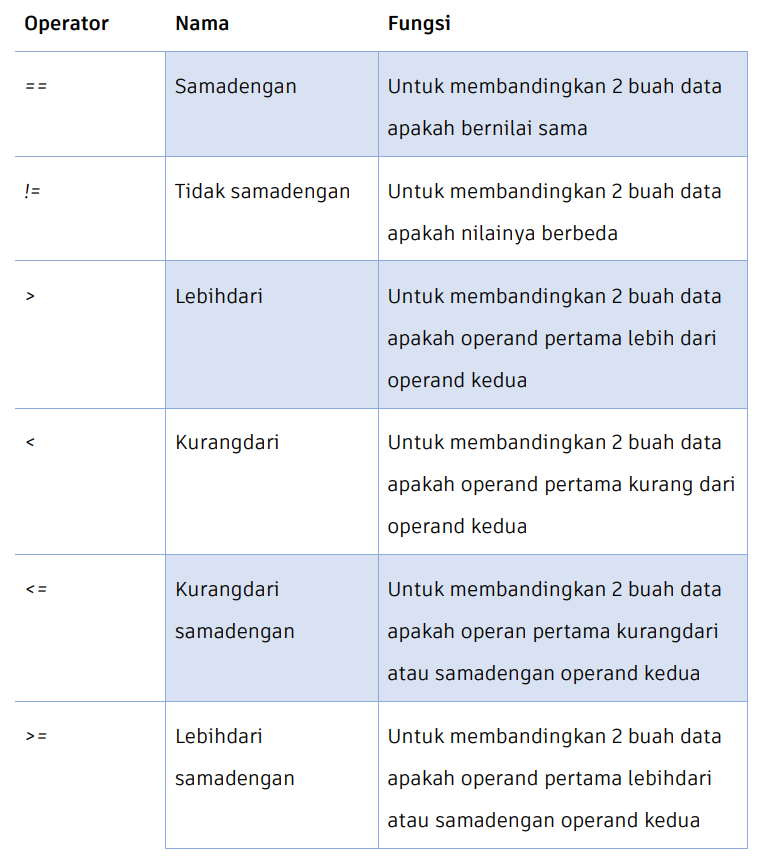 Operator Nama Fungsi
== Samadengan Untuk membandingkan 2 buah data
apakah bernilai sama
!= Tidak samadengan Untuk membandingkan 2 buah data
apakah nilainya berbeda
> Lebihdari Untuk membandingkan 2 buah data
apakah operand pertama lebih dari
operand kedua
< Kurangdari Untuk membandingkan 2 buah data
apakah operand pertama kurang dari
operand kedua
<= Kurangdari Untuk membandingkan 2 buah data
samadengan apakah operan pertama kurangdari
atau samadengan operand kedua
>= Lebihdari Untuk membandingkan 2 buah data
samadengan apakah operand pertama lebihdari
atau samadengan operand kedua